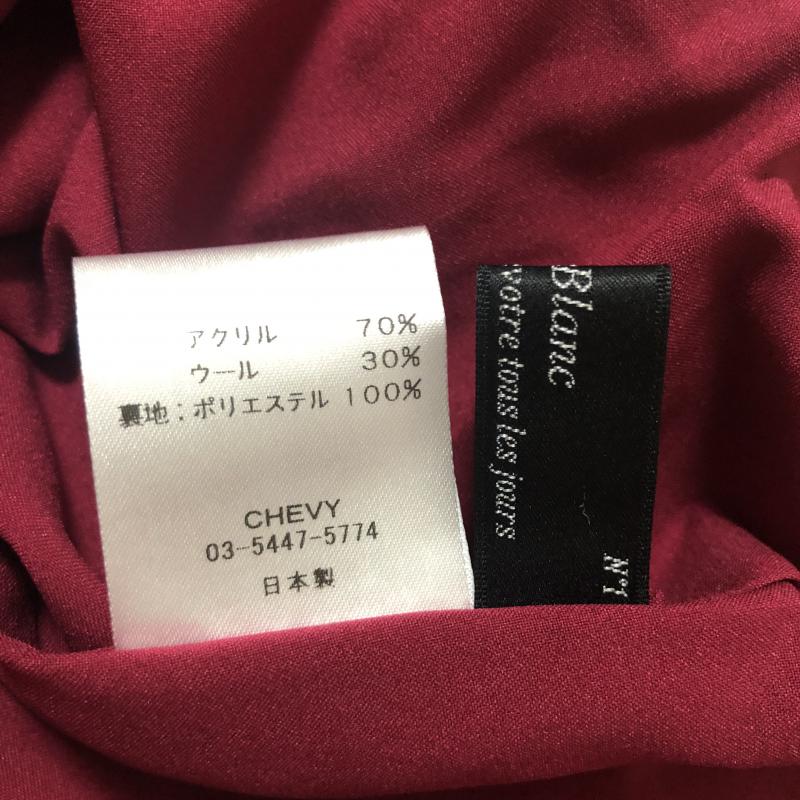 アクリル 70%
ウール 30%
裏地:ポリエステル 100%
CHEVY
03-5447-5774
日本製
Blanc
votre tous les jours
N°1